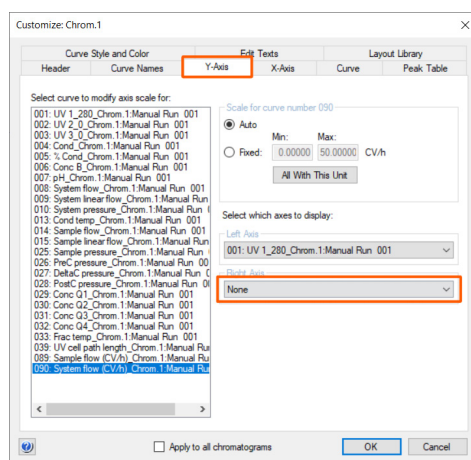 Customize: Chrom.1
Curve Style and Color Edit Texts Layout Library
Header Curve Names Y-Axis X-Axis Curve Peak Table
Select curve to modify axis scale for:
001: UV 1_280_Chrom.1:Manual Run 001
002: UV 2_0_Chrom.1:Manual Run 001
003: UV 3_0_Chrom.1:Manual Run 001
004: Cond_Chrom.1:Manual Run 001
005: % Cond_Chrom.1:Manual Run 001
006: Conc B_Chrom.1:Manual Run 001
007: pH_Chrom.1:Manual Run 001
008: System flow_Chrom.1:Manual Run 001
009: System linear flow_Chrom.1:Manual Run
010: System pressure_Chrom.1:Manual Run
013: Cond temp_Chrom.1:Manual Run 001
014: Sample flow_Chrom.1:Manual Run 001
015: Sample linear flow_Chrom.1:Manual Run
025: Sample pressure_Chrom.1:Manual Run
026: PreC pressure_Chrom.1:Manual Run 00
027: DeltaC pressure_Chrom.1:Manual Run
028: PostC pressure_Chrom.1:Manual Run
029: Conc Q1_Chrom.1:Manual Run 001
030: Conc Q2_Chrom.1:Manual Run 001
031: Conc Q3_Chrom.1:Manual Run 001
032: Conc Q4_Chrom.1:Manual Run 001
033: Frac temp_Chrom.1:Manual Run 001
039: UV cell path length_Chrom.1:Manual Ru
089: Sample flow (CV/h)_Chrom.1:Manual Ru
090: System flow (CV/h)_Chrom.1:Manual Ru
Scale for curve number 090
Auto
Min: Max:
Fixed: 0.00000 50.00000 CV/h
All With This Unit
Select which axes to display:
Left Axis
001: UV 1_280_Chrom.1:Manual Run 001
Right Axis
None
Apply to all chromatograms
OK Cancel